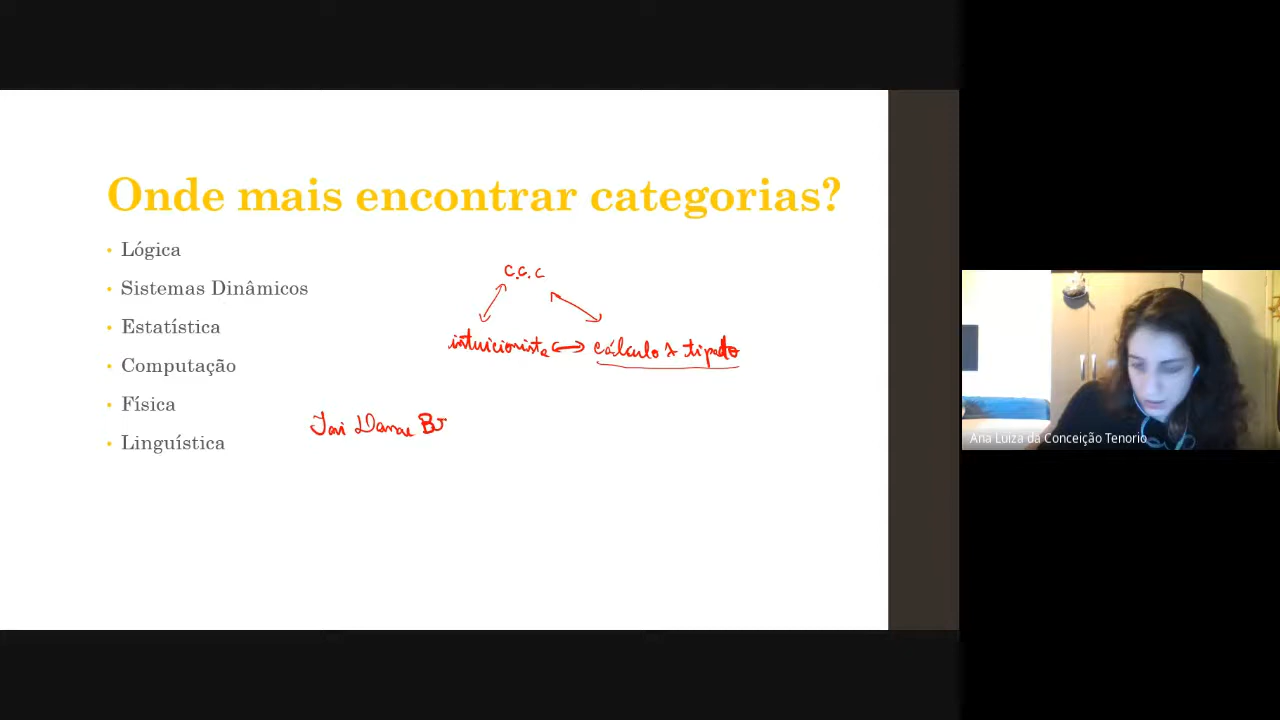 Onde mais encontrar categorias?
• Lógica
• Sistemas Dinâmicos
• Estatística
• Computação
• Física
• Linguística
C.C.C
intuicionista ↔ cálculo λ tipado
Ana Luiza da Conceição Tenorio